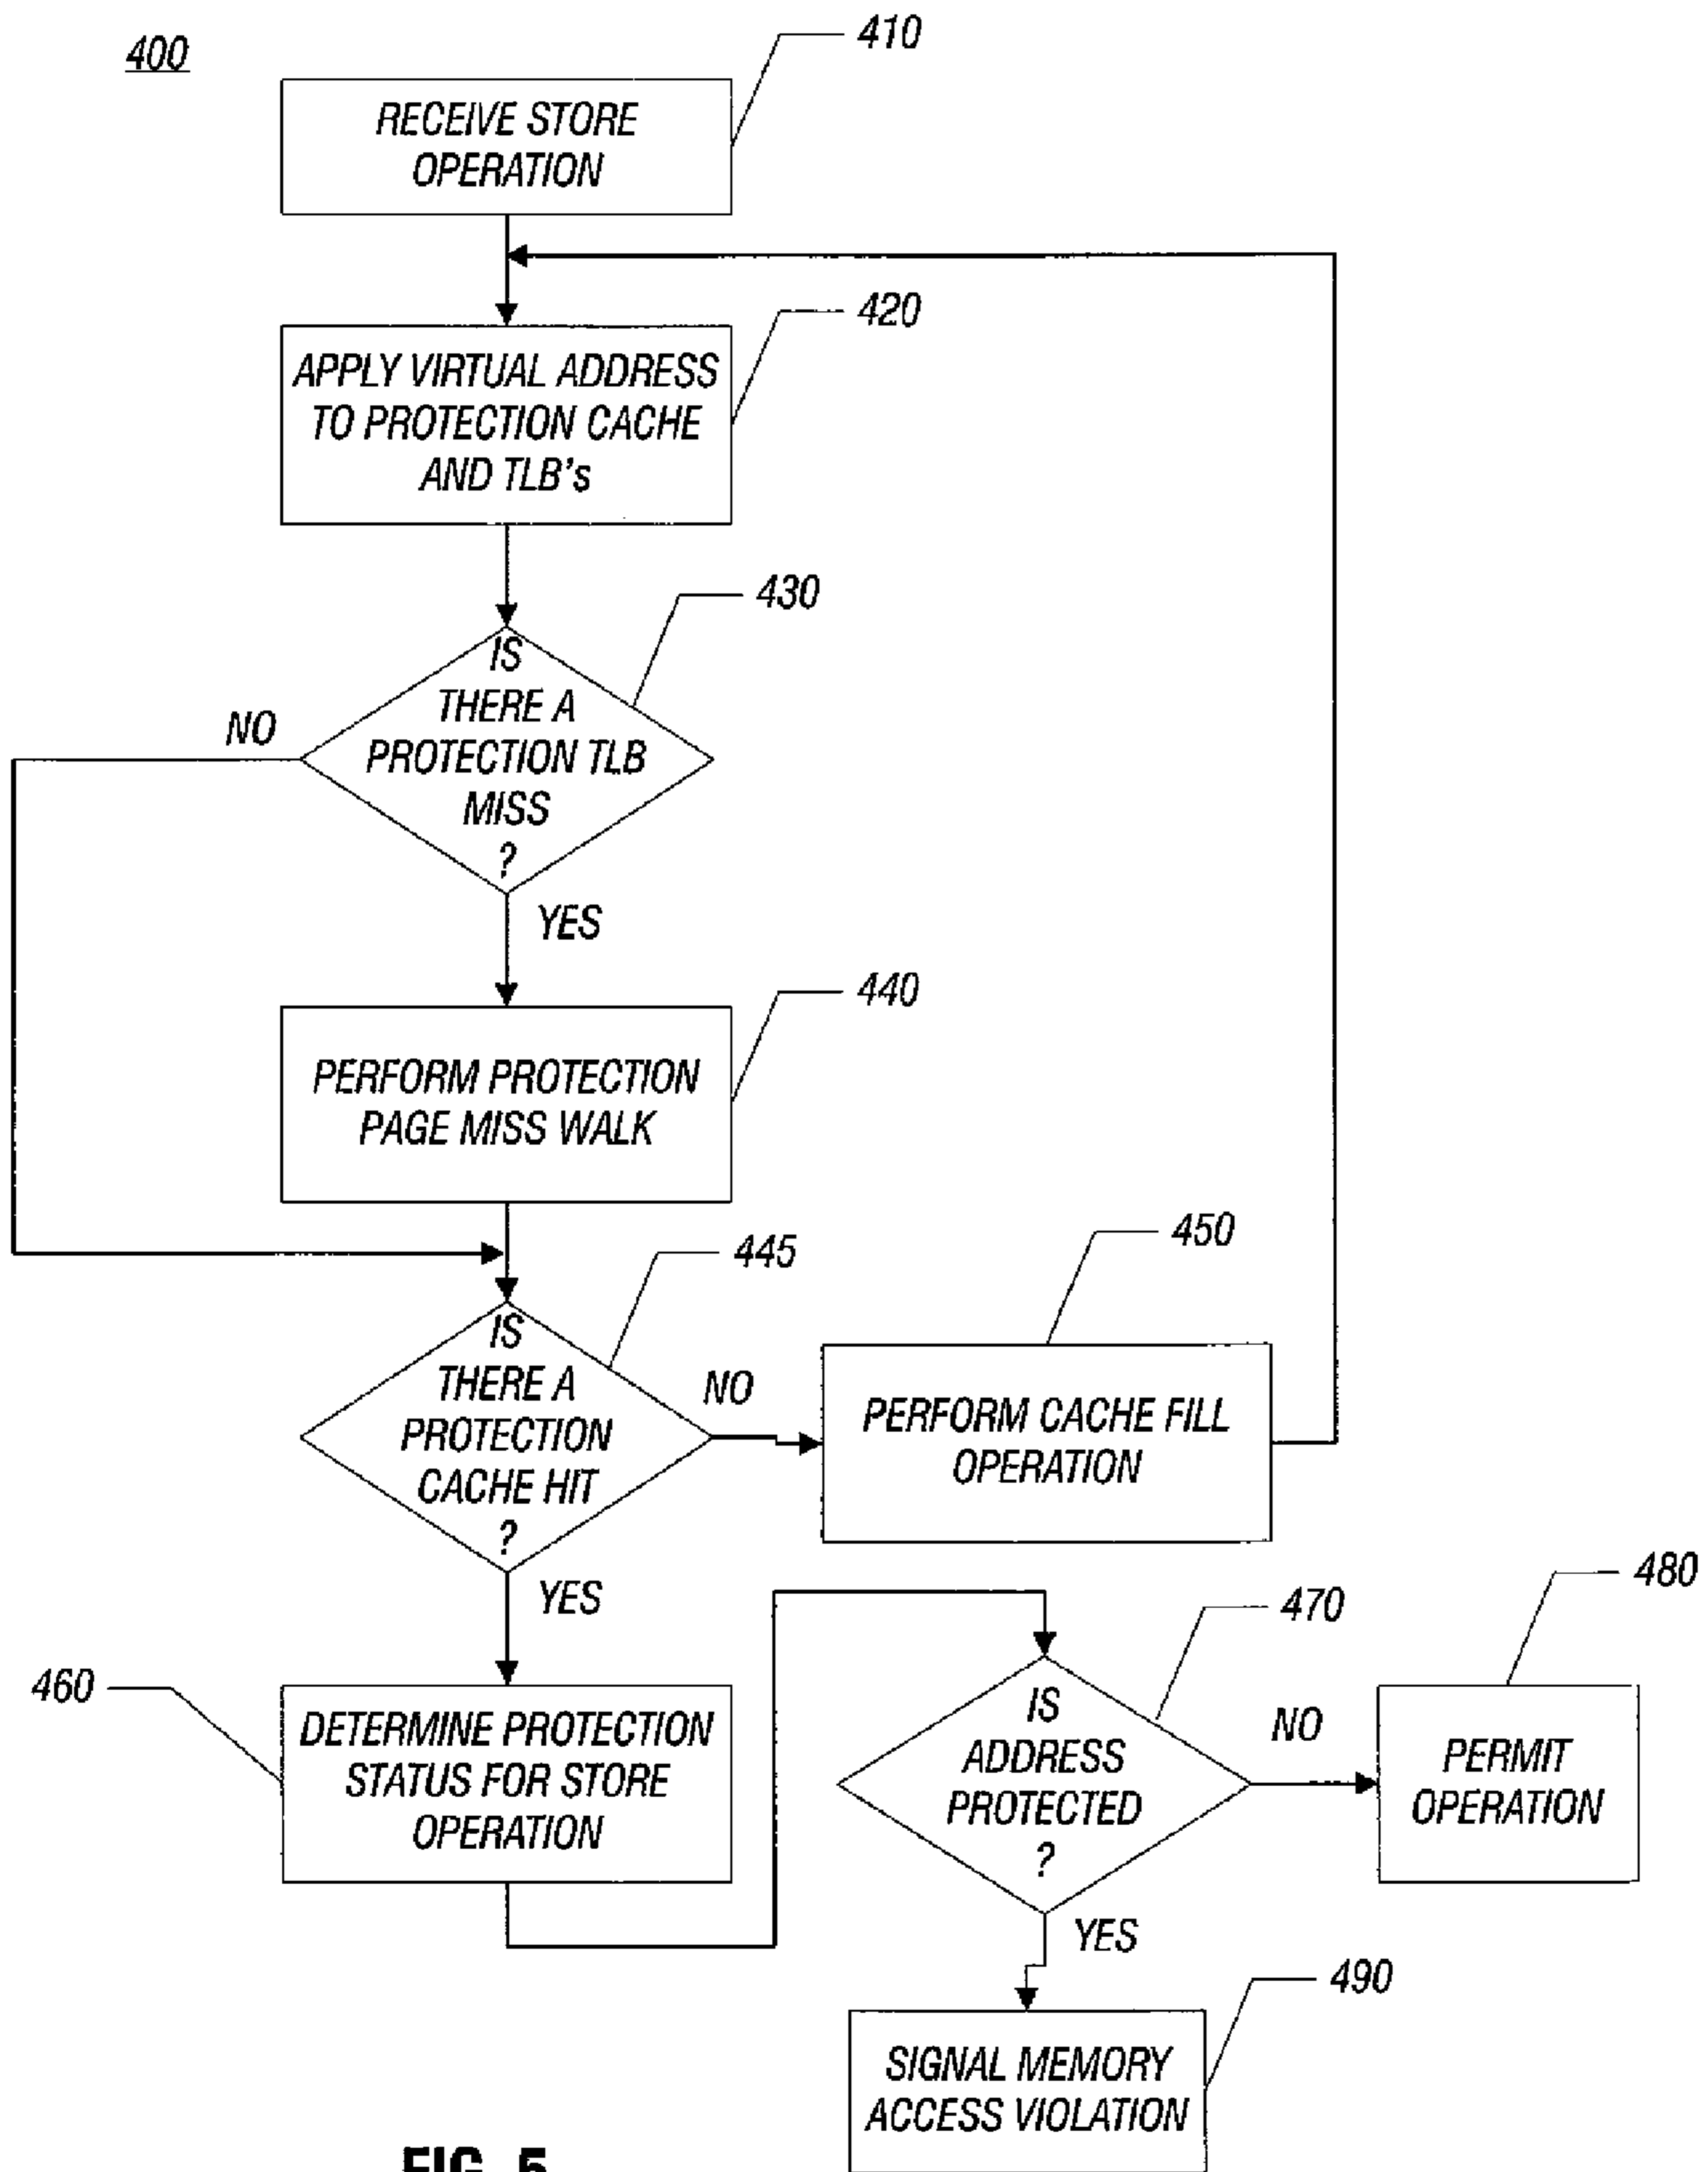 400
410
RECEIVE STORE
OPERATION
420
APPLY VIRTUAL ADDRESS
TO PROTECTION CACHE
AND TLB's
430
IS
THERE A
PROTECTION TLB
MISS
?
NO
YES
440
PERFORM PROTECTION
PAGE MISS WALK
445
IS
THERE A
PROTECTION
CACHE HIT
?
NO
YES
450
PERFORM CACHE FILL
OPERATION
460
DETERMINE PROTECTION
STATUS FOR STORE
OPERATION
470
IS
ADDRESS
PROTECTED
?
NO
YES
480
PERMIT
OPERATION
490
SIGNAL MEMORY
ACCESS VIOLATION
FIG. 5